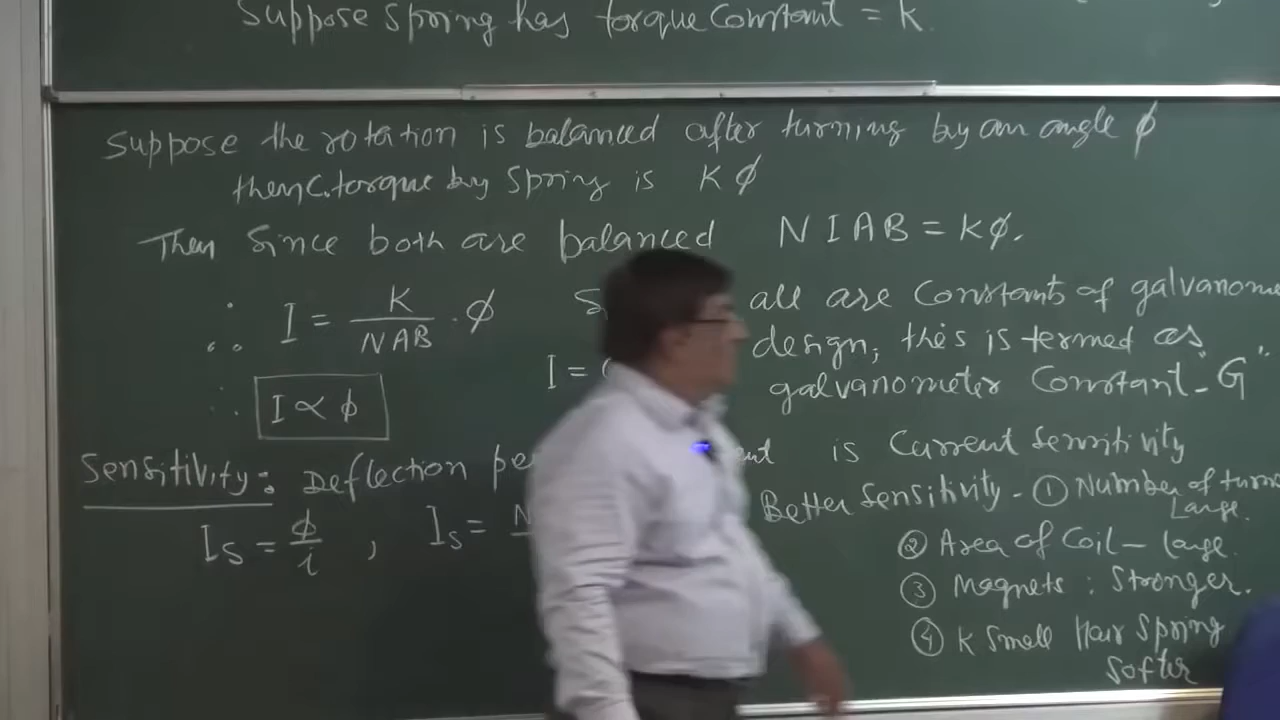 Suppose spring has torque constant = k.
Suppose the rotation is balanced after turning by an angle ϕ
then C. torque by spring is Kϕ
Then since both are balanced NIAB = Kϕ.
∴ I = K/NAB · ϕ
all are constants of galvanome
design, this is termed as
I =
galvanometer constant - "G"
∴ I ∝ ϕ
Sensitivity: Deflection
is current sensitivity
Better sensitivity - ① Number of turns
Large.
I_S = ϕ/i , I_S = N
② Area of coil - large.
③ Magnets : Stronger.
④ K small Hair spring
softer